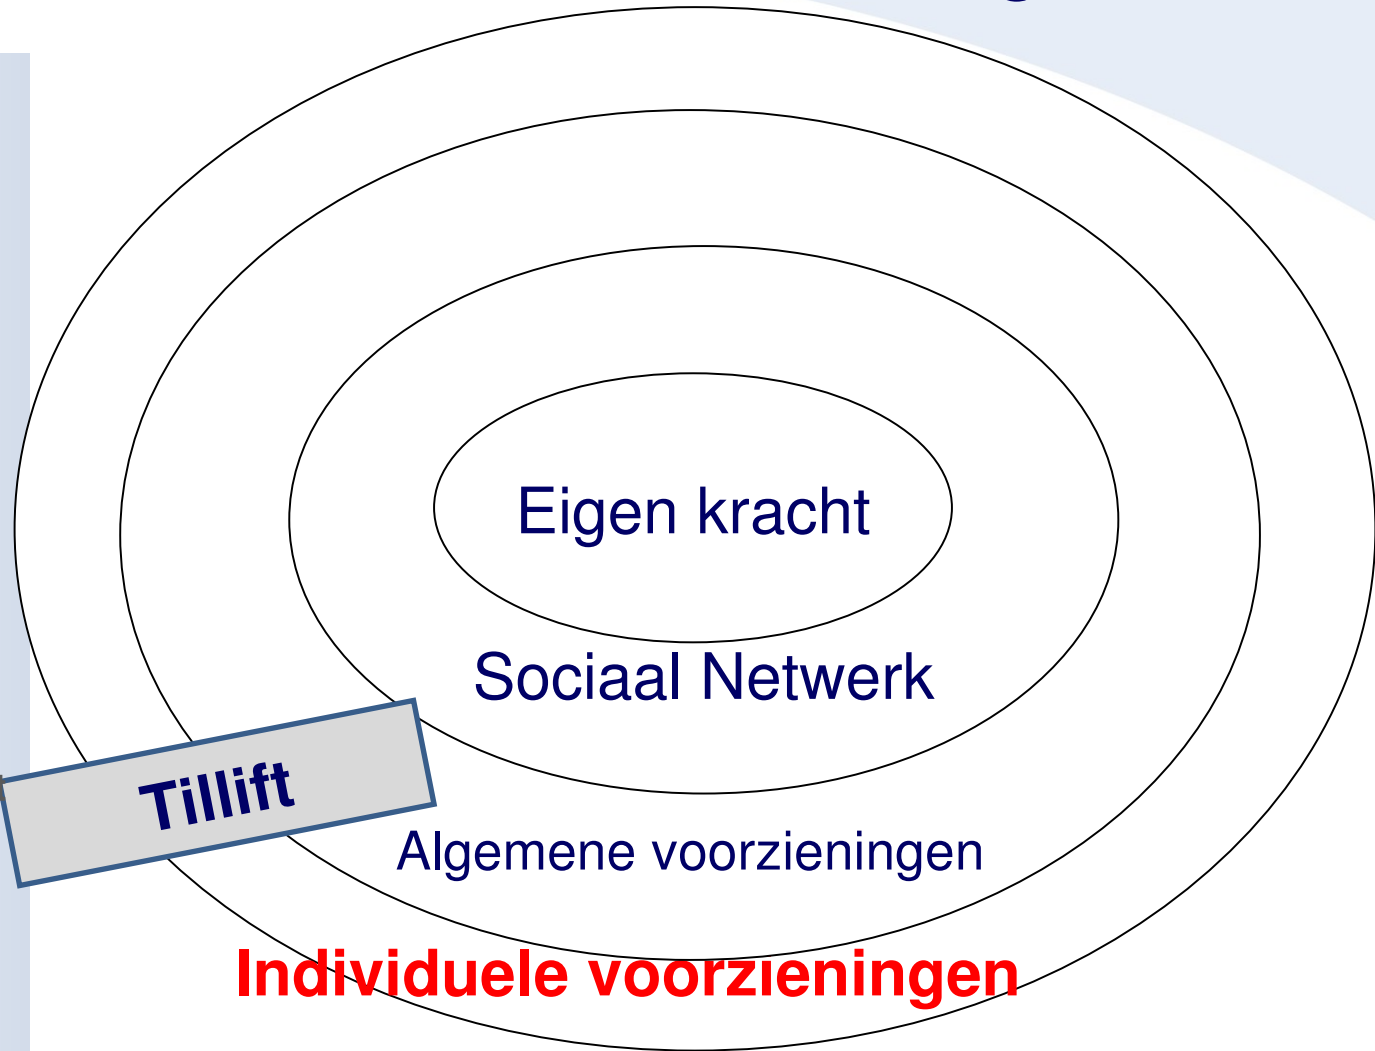 Eigen kracht
Sociaal Netwerk
Tillift
Algemene voorzieningen
Individuele voorzieningen